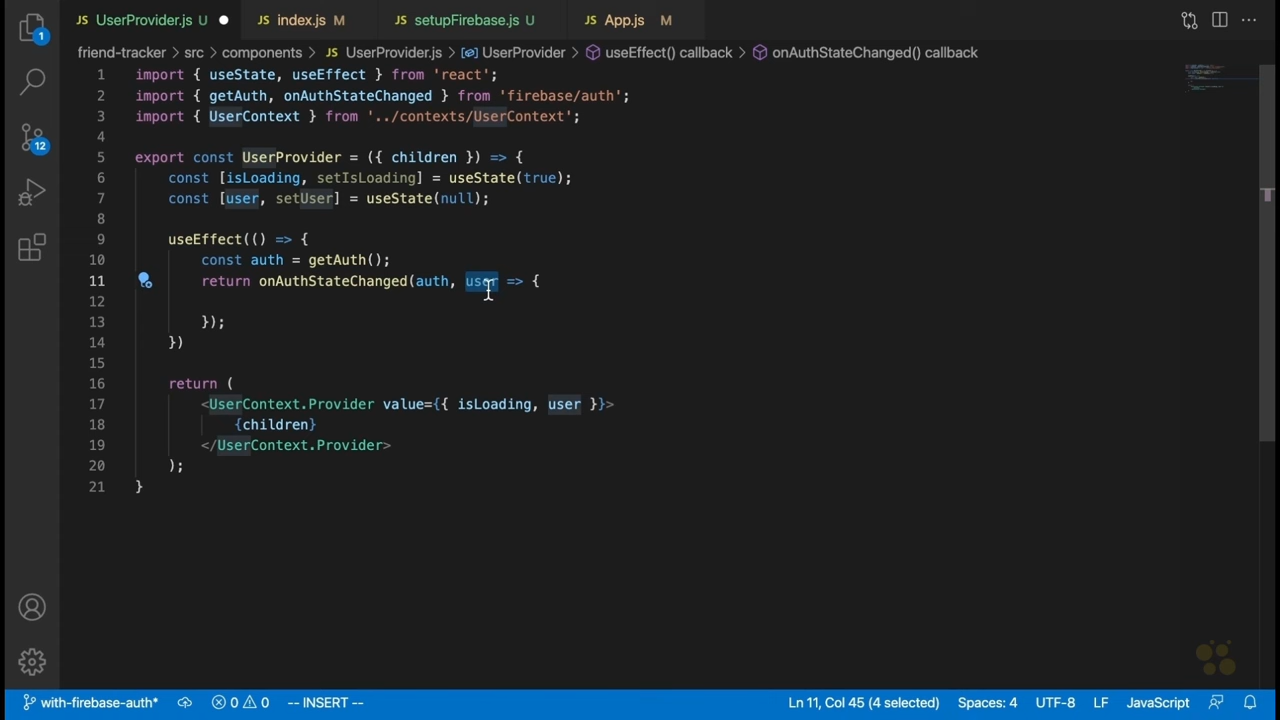 JS UserProvider.js U JS index.js M JS setupFirebase.js U JS App.js M
friend-tracker > src > components > JS UserProvider.js > UserProvider > useEffect() callback > onAuthStateChanged() callback
1 import { useState, useEffect } from 'react';
2 import { getAuth, onAuthStateChanged } from 'firebase/auth';
3 import { UserContext } from '../contexts/UserContext';
4
5 export const UserProvider = ({ children }) => {
6 const [isLoading, setIsLoading] = useState(true);
7 const [user, setUser] = useState(null);
8
9 useEffect(() => {
10 const auth = getAuth();
11 return onAuthStateChanged(auth, user => {
12
13 });
14 })
15
16 return (
17 <UserContext.Provider value={{ isLoading, user }}>
18 {children}
19 </UserContext.Provider>
20 );
21 }
1
12
with-firebase-auth* 0 0 -- INSERT -- Ln 11, Col 45 (4 selected) Spaces: 4 UTF-8 LF JavaScript